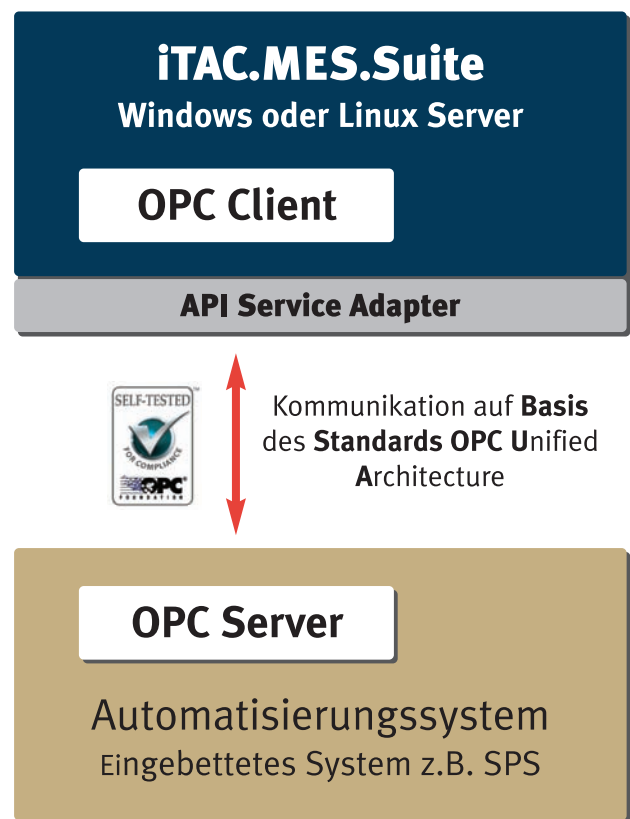 iTAC.MES.Suite
Windows oder Linux Server
OPC Client
API Service Adapter
SELF-TESTED™
FOR COMPLIANCE
OPC®
FOUNDATION
Kommunikation auf Basis
des Standards OPC Unified
Architecture
OPC Server
Automatisierungssystem
Eingebettetes System z.B. SPS